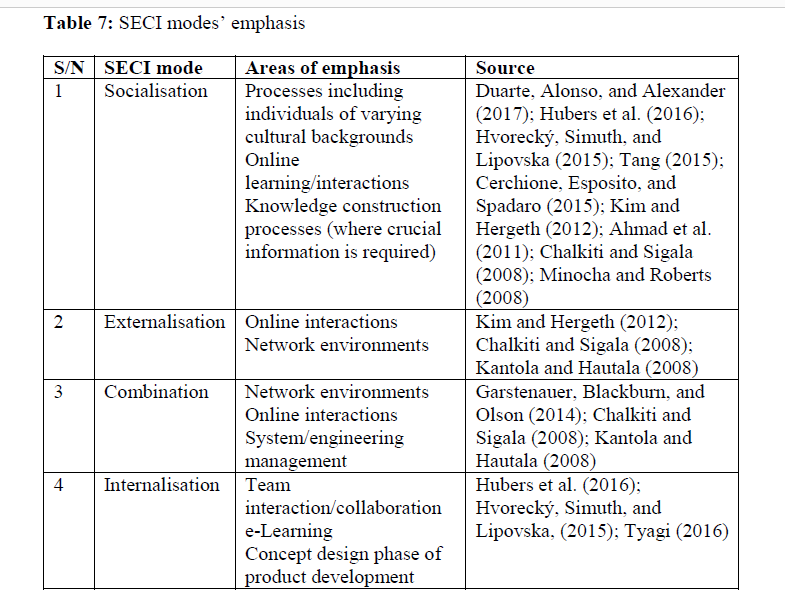 Table 7: SECI modes’ emphasis
S/N SECI mode Areas of emphasis Source
1 Socialisation Processes including Duarte, Alonso, and Alexander
individuals of varying (2017); Hubers et al. (2016);
cultural backgrounds Hvorecký, Simuth, and
Online Lipovska (2015); Tang (2015);
learning/interactions Cerchione, Esposito, and
Knowledge construction Spadaro (2015); Kim and
processes (where crucial Hergeth (2012); Ahmad et al.
information is required) (2011); Chalkiti and Sigala
(2008); Minocha and Roberts
(2008)
2 Externalisation Online interactions Kim and Hergeth (2012);
Network environments Chalkiti and Sigala (2008);
Kantola and Hautala (2008)
3 Combination Network environments Garstenauer, Blackburn, and
Online interactions Olson (2014); Chalkiti and
System/engineering Sigala (2008); Kantola and
management Hautala (2008)
4 Internalisation Team Hubers et al. (2016);
interaction/collaboration Hvorecký, Simuth, and
e-Learning Lipovska, (2015); Tyagi (2016)
Concept design phase of
product development